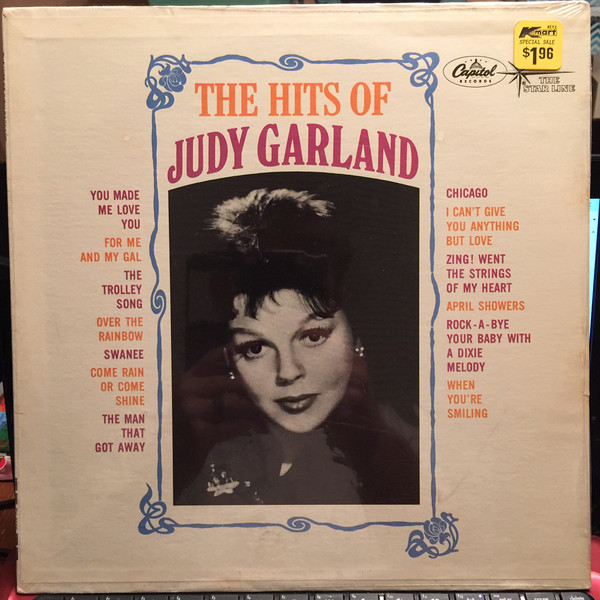 Kmart
SPECIAL SALE
$1.96
Capitol
RECORDS
THE
STAR LINE
THE HITS OF
JUDY GARLAND
YOU MADE
ME LOVE
YOU
FOR ME
AND MY GAL
THE
TROLLEY
SONG
OVER THE
RAINBOW
SWANEE
COME RAIN
OR COME
SHINE
THE MAN
THAT
GOT AWAY
CHICAGO
I CAN'T GIVE
YOU ANYTHING
BUT LOVE
ZING! WENT
THE STRINGS
OF MY HEART
APRIL SHOWERS
ROCK-A-BYE
YOUR BABY WITH
A DIXIE
MELODY
WHEN
YOU'RE
SMILING